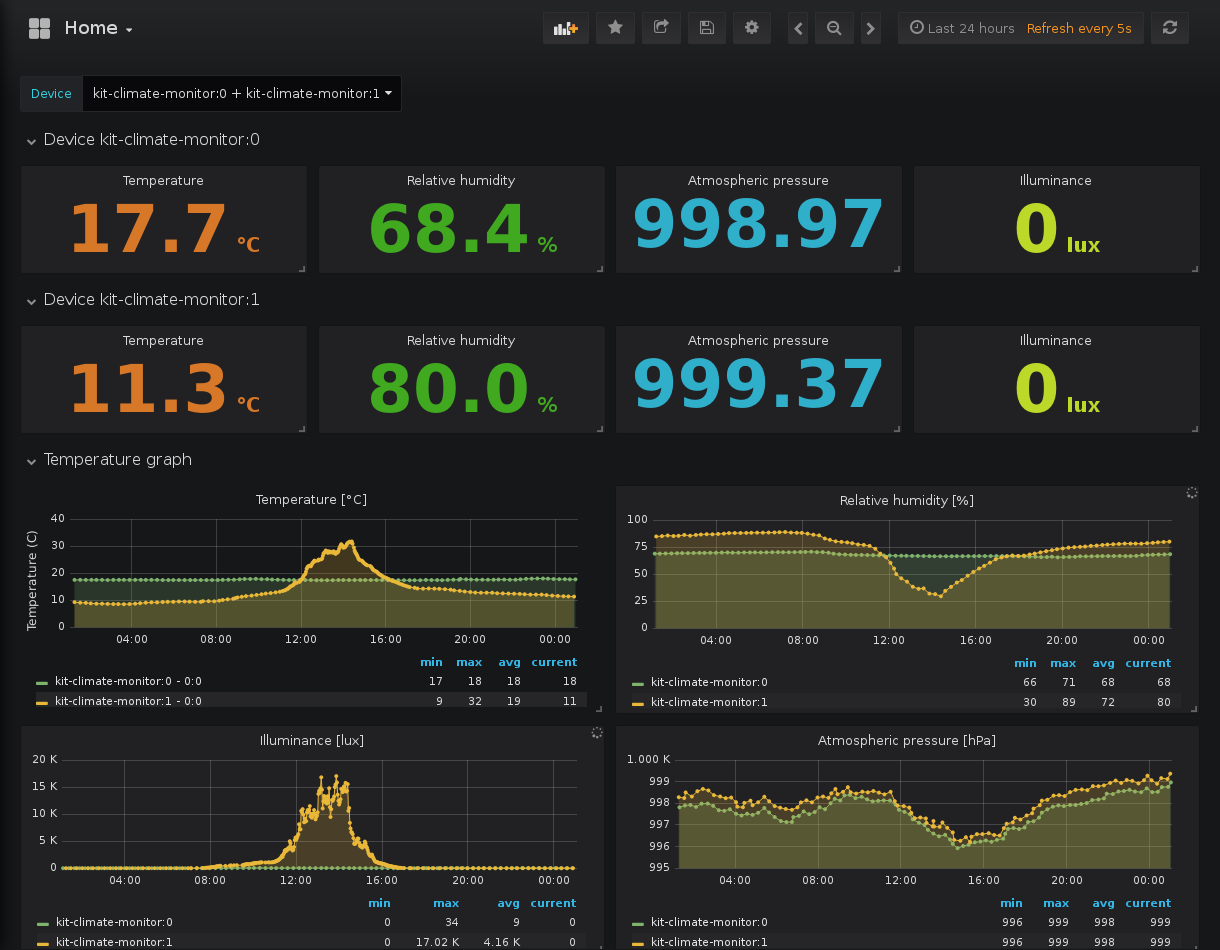 Home
Last 24 hours Refresh every 5s
Device kit-climate-monitor:0 + kit-climate-monitor:1
Device kit-climate-monitor:0
Temperature Relative humidity Atmospheric pressure Illuminance
17.7 °C 68.4 % 998.97 0 lux
Device kit-climate-monitor:1
Temperature Relative humidity Atmospheric pressure Illuminance
11.3 °C 80.0 % 999.37 0 lux
Temperature graph
Temperature [°C]
Temperature (C)
40
30
20
10
0
04:00 08:00 12:00 16:00 20:00 00:00
min max avg current
kit-climate-monitor:0 - 0:0 17 18 18 18
kit-climate-monitor:1 - 0:0 9 32 19 11
Relative humidity [%]
100
75
50
25
0
04:00 08:00 12:00 16:00 20:00 00:00
min max avg current
kit-climate-monitor:0 66 71 68 68
kit-climate-monitor:1 30 89 72 80
Illuminance [lux]
20 K
15 K
10 K
5 K
0
04:00 08:00 12:00 16:00 20:00 00:00
min max avg current
kit-climate-monitor:0 0 34 9 0
kit-climate-monitor:1 0 17.02 K 4.16 K 0
Atmospheric pressure [hPa]
1.000 K
999
998
997
996
995
04:00 08:00 12:00 16:00 20:00 00:00
min max avg current
kit-climate-monitor:0 996 999 998 999
kit-climate-monitor:1 996 999 998 999